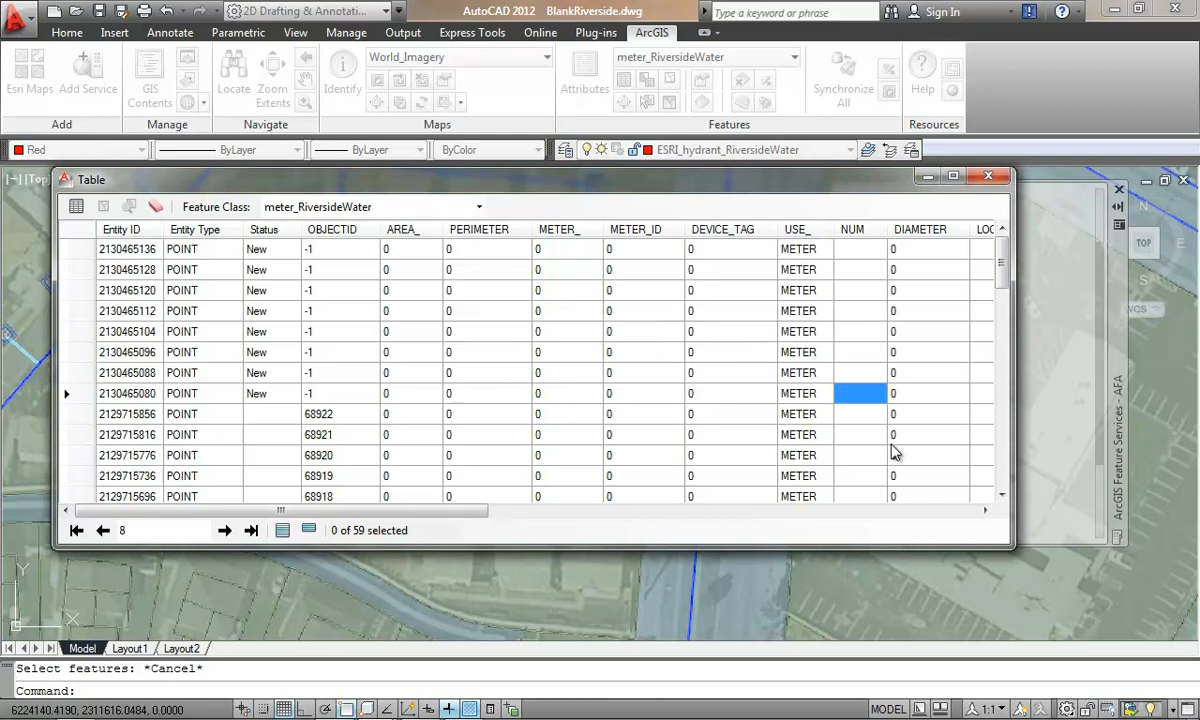 2D Drafting & Annotati...
AutoCAD 2012 BlankRiverside.dwg
Type a keyword or phrase
Sign In
Home Insert Annotate Parametric View Manage Output Express Tools Online Plug-ins ArcGIS
World_Imagery
meter_RiversideWater
Esri Maps Add Service GIS Contents Locate Zoom Extents Identify Attributes Synchronize All Help
Add Manage Navigate Maps Features Resources
Red ByLayer ByLayer ByColor ESRI_hydrant_RiversideWater
[-][Top]
Table
Feature Class: meter_RiversideWater
Entity ID Entity Type Status OBJECTID AREA_ PERIMETER METER_ METER_ID DEVICE_TAG USE_ NUM DIAMETER LOC
2130465136 POINT New -1 0 0 0 0 0 METER 0
2130465128 POINT New -1 0 0 0 0 0 METER 0
2130465120 POINT New -1 0 0 0 0 0 METER 0
2130465112 POINT New -1 0 0 0 0 0 METER 0
2130465104 POINT New -1 0 0 0 0 0 METER 0
2130465096 POINT New -1 0 0 0 0 0 METER 0
2130465088 POINT New -1 0 0 0 0 0 METER 0
2130465080 POINT New -1 0 0 0 0 0 METER 0
2129715856 POINT 68922 0 0 0 0 0 METER 0
2129715816 POINT 68921 0 0 0 0 0 METER 0
2129715776 POINT 68920 0 0 0 0 0 METER 0
2129715736 POINT 68919 0 0 0 0 0 METER 0
2129715696 POINT 68918 0 0 0 0 0 METER 0
8 0 of 59 selected
N
TOP
E
S
WCS
ArcGIS Feature Services - AFA
Y
X
Model Layout1 Layout2
Select features: *Cancel*
Command:
6224140.4190, 2311616.0484, 0.0000
MODEL
1:1